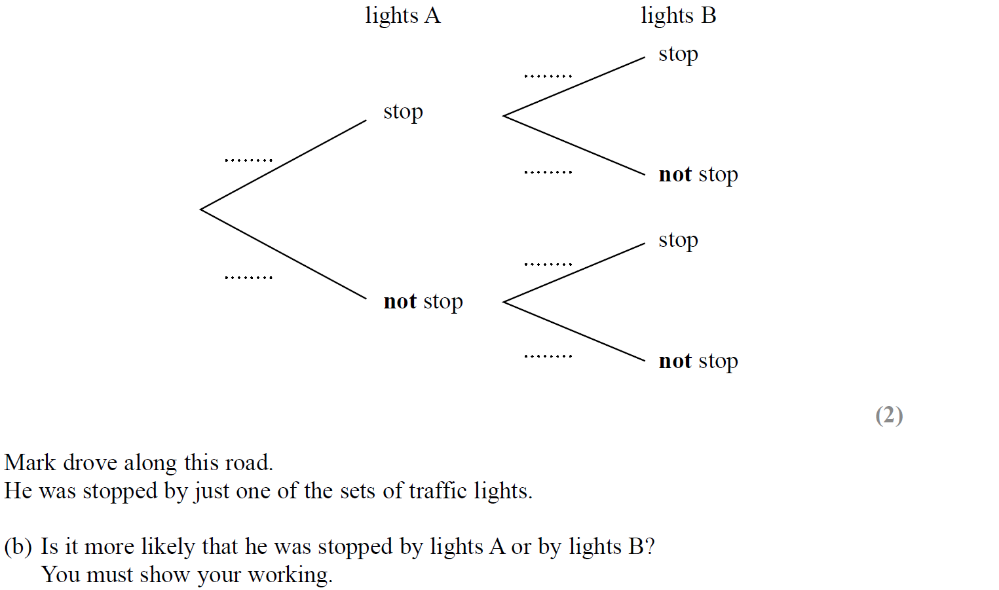 lights A lights B
stop
........
stop
........
........
not stop
stop
........
........
not stop
........
not stop
(2)
Mark drove along this road.
He was stopped by just one of the sets of traffic lights.
(b) Is it more likely that he was stopped by lights A or by lights B?
You must show your working.